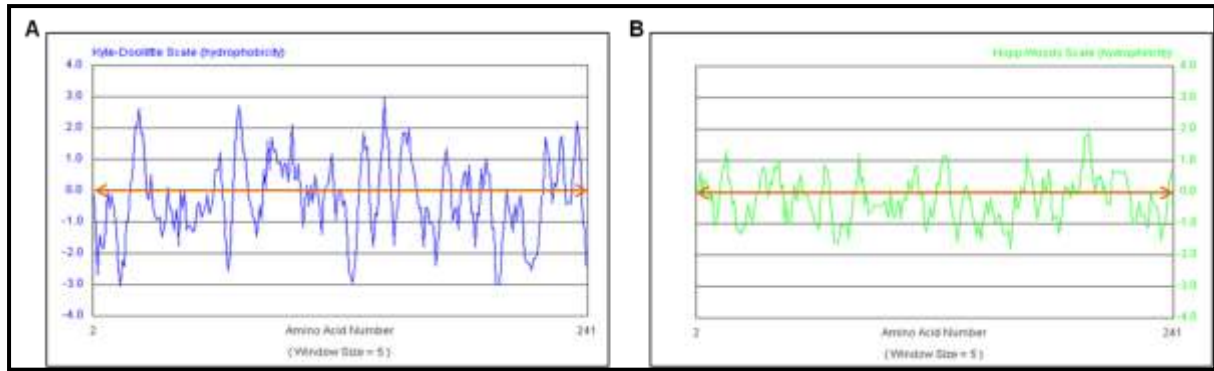 A
Kyte-Doolittle Scale (hydrophobicity)
4.0
3.0
2.0
1.0
0.0
-1.0
-2.0
-3.0
-4.0
2
Amino Acid Number
241
( Window Size = 5 )
B
Hopp-Woods Scale (hydrophilicity)
4.0
3.0
2.0
1.0
0.0
-1.0
-2.0
-3.0
-4.0
2
Amino Acid Number
241
( Window Size = 5 )